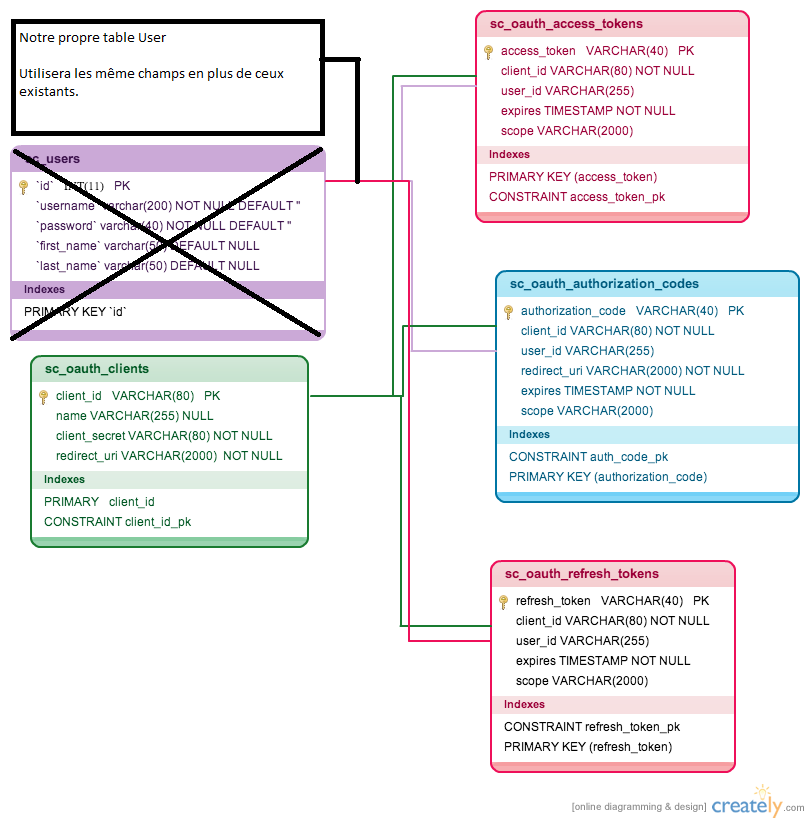 Notre propre table User
Utilisera les même champs en plus de ceux
existants.
sc_users
`id` INT(11) PK
`username` varchar(200) NOT NULL DEFAULT "
`password` varchar(40) NOT NULL DEFAULT "
`first_name` varchar(50) DEFAULT NULL
`last_name` varchar(50) DEFAULT NULL
Indexes
PRIMARY KEY `id`
sc_oauth_clients
client_id VARCHAR(80) PK
name VARCHAR(255) NULL
client_secret VARCHAR(80) NOT NULL
redirect_uri VARCHAR(2000) NOT NULL
Indexes
PRIMARY client_id
CONSTRAINT client_id_pk
sc_oauth_access_tokens
access_token VARCHAR(40) PK
client_id VARCHAR(80) NOT NULL
user_id VARCHAR(255)
expires TIMESTAMP NOT NULL
scope VARCHAR(2000)
Indexes
PRIMARY KEY (access_token)
CONSTRAINT access_token_pk
sc_oauth_authorization_codes
authorization_code VARCHAR(40) PK
client_id VARCHAR(80) NOT NULL
user_id VARCHAR(255)
redirect_uri VARCHAR(2000) NOT NULL
expires TIMESTAMP NOT NULL
scope VARCHAR(2000)
Indexes
CONSTRAINT auth_code_pk
PRIMARY KEY (authorization_code)
sc_oauth_refresh_tokens
refresh_token VARCHAR(40) PK
client_id VARCHAR(80) NOT NULL
user_id VARCHAR(255)
expires TIMESTAMP NOT NULL
scope VARCHAR(2000)
Indexes
CONSTRAINT refresh_token_pk
PRIMARY KEY (refresh_token)
[online diagramming & design] creately.com